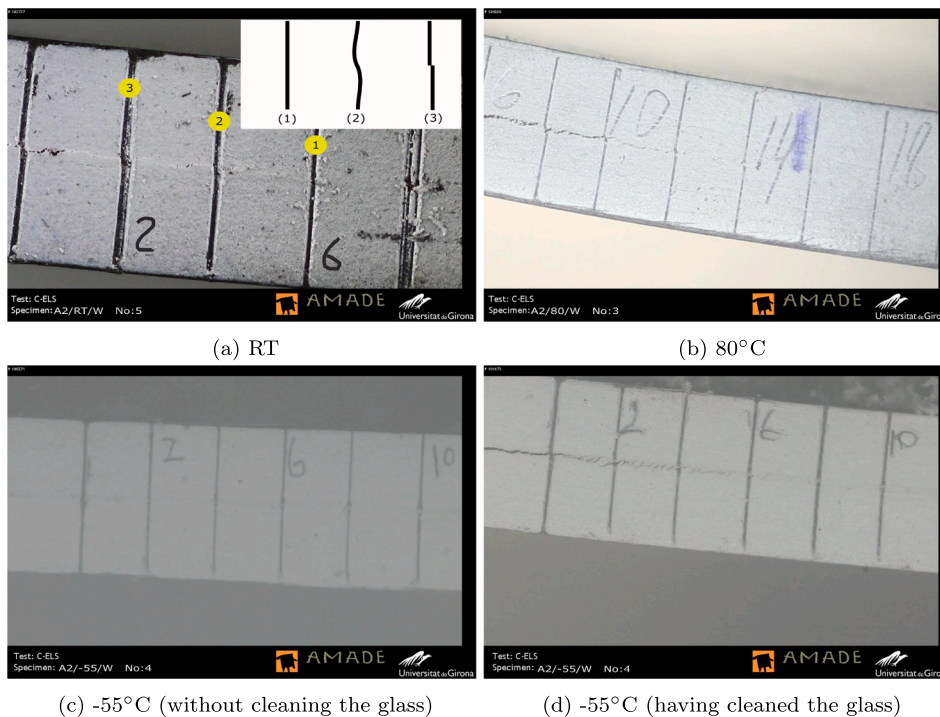 3
2
1
(1) (2) (3)
2
6
Test: C-ELS
Specimen: A2/RT/W No:5
AMADE
Universitat de Girona
(a) RT
6
10
14
18
Test: C-ELS
Specimen: A2/80/W No:3
AMADE
Universitat de Girona
(b) 80°C
2
6
10
Test: C-ELS
Specimen: A2/-55/W No:4
AMADE
Universitat de Girona
(c) -55°C (without cleaning the glass)
2
6
10
Test: C-ELS
Specimen: A2/-55/W No:4
AMADE
Universitat de Girona
(d) -55°C (having cleaned the glass)